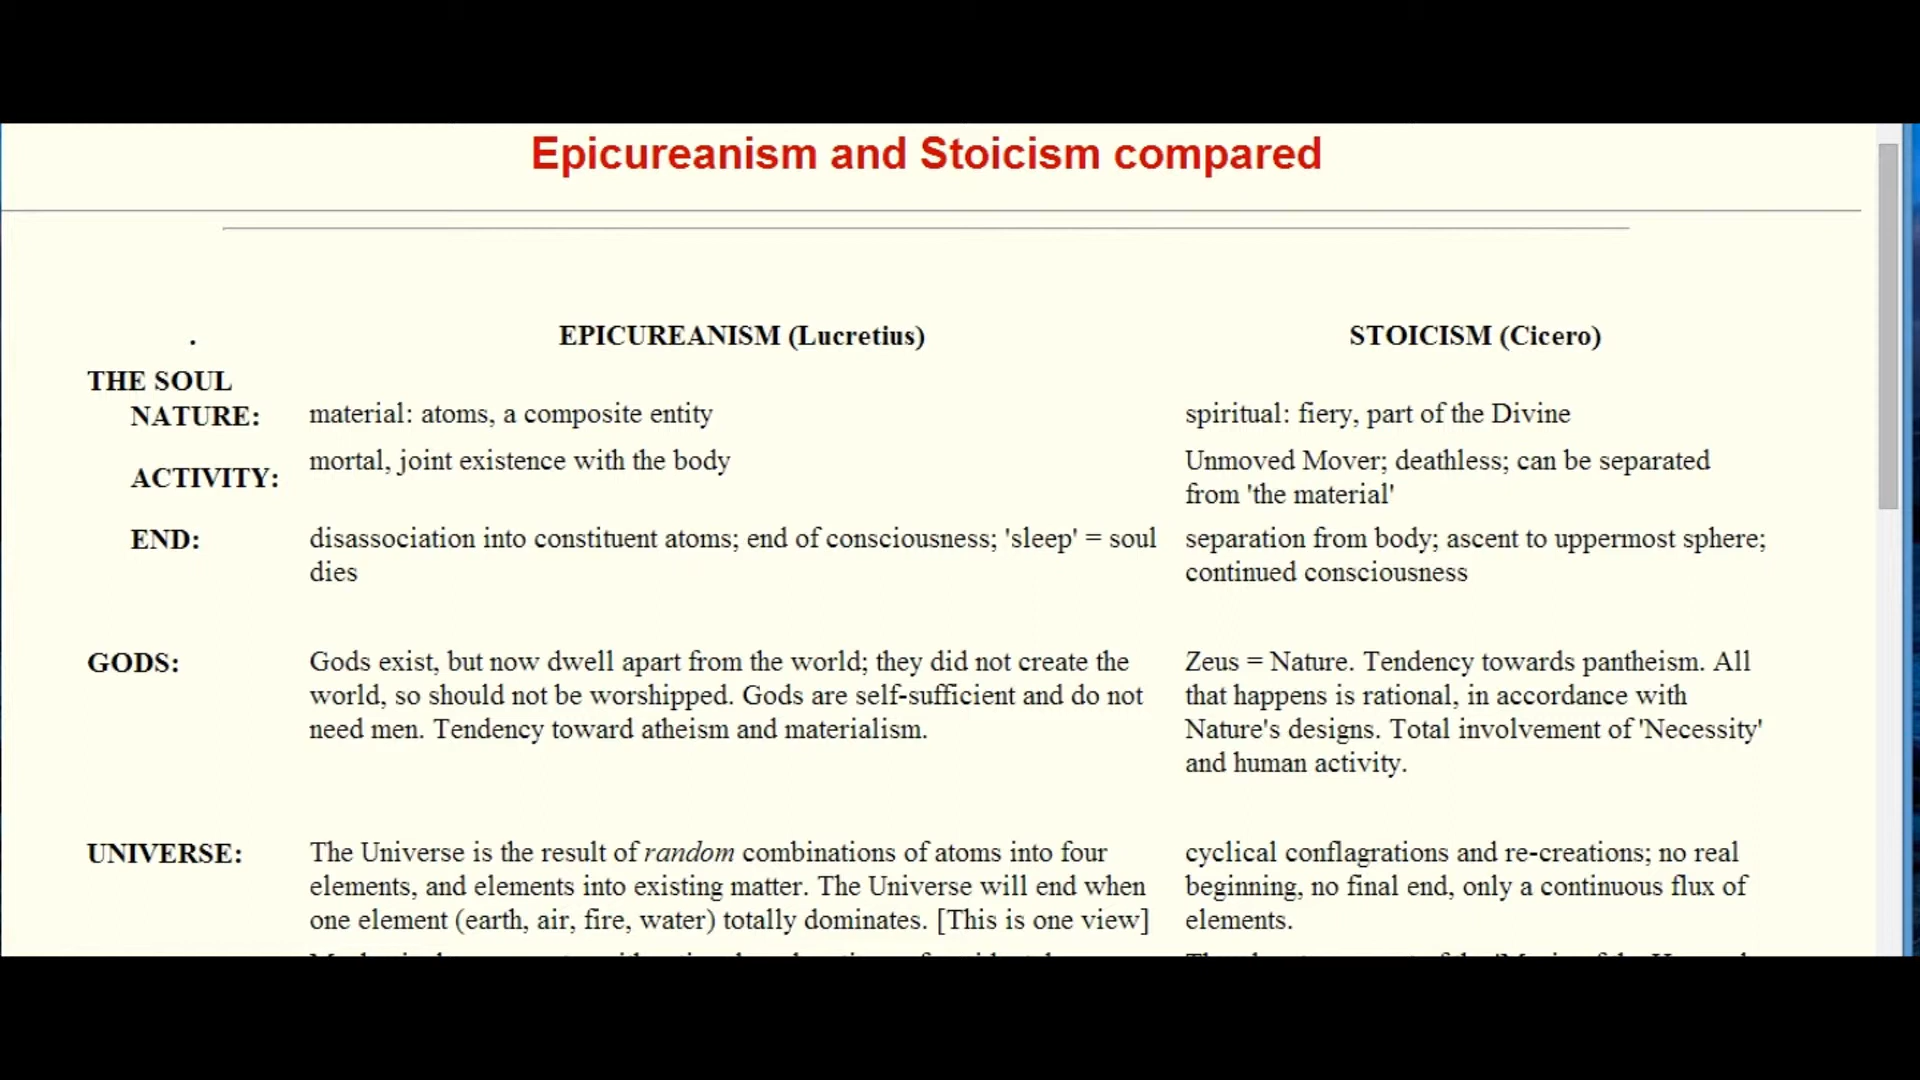 Epicureanism and Stoicism compared
. EPICUREANISM (Lucretius) STOICISM (Cicero)
THE SOUL
NATURE: material: atoms, a composite entity spiritual: fiery, part of the Divine
ACTIVITY: mortal, joint existence with the body Unmoved Mover; deathless; can be separated
from 'the material'
END: disassociation into constituent atoms; end of consciousness; 'sleep' = soul separation from body; ascent to uppermost sphere;
dies continued consciousness
GODS: Gods exist, but now dwell apart from the world; they did not create the Zeus = Nature. Tendency towards pantheism. All
world, so should not be worshipped. Gods are self-sufficient and do not that happens is rational, in accordance with
need men. Tendency toward atheism and materialism. Nature's designs. Total involvement of 'Necessity'
and human activity.
UNIVERSE: The Universe is the result of random combinations of atoms into four cyclical conflagrations and re-creations; no real
elements, and elements into existing matter. The Universe will end when beginning, no final end, only a continuous flux of
one element (earth, air, fire, water) totally dominates. [This is one view] elements.